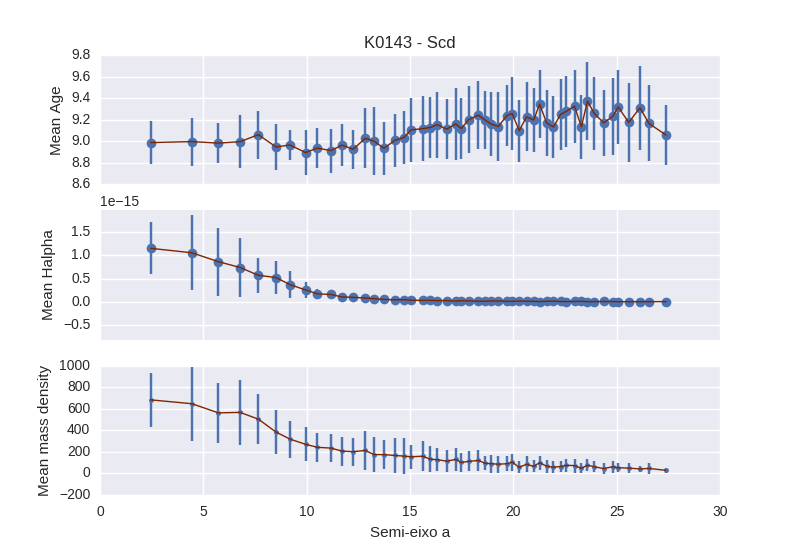 K0143 - Scd
9.8
9.6
9.4
9.2
9.0
8.8
8.6
Mean Age
1e−15
1.5
1.0
0.5
0.0
−0.5
Mean Halpha
1000
800
600
400
200
0
−200
Mean mass density
0 5 10 15 20 25 30
Semi-eixo a